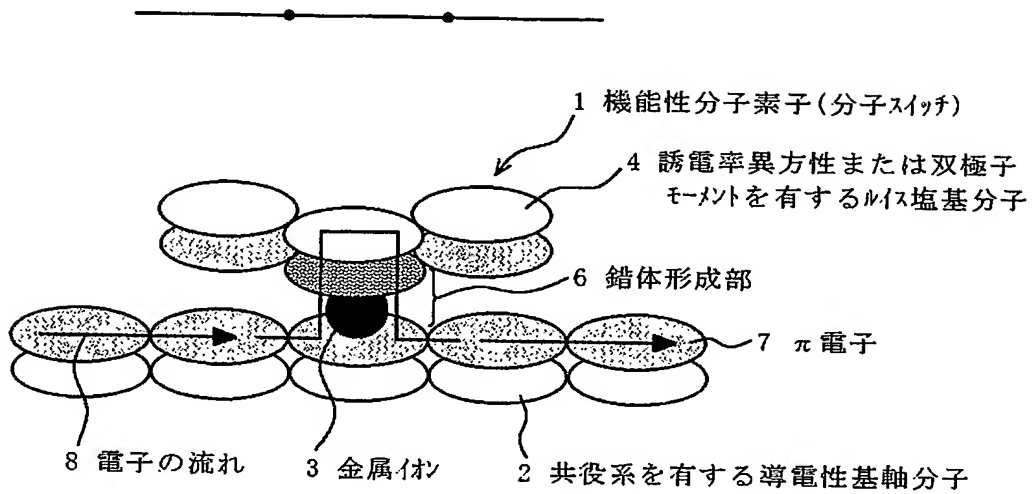 1 機能性分子素子(分子スイッチ)
4 誘電率異方性または双極子
モーメントを有するルイス塩基分子
6 錯体形成部
7 π電子
8 電子の流れ
3 金属イオン
2 共役系を有する導電性基軸分子